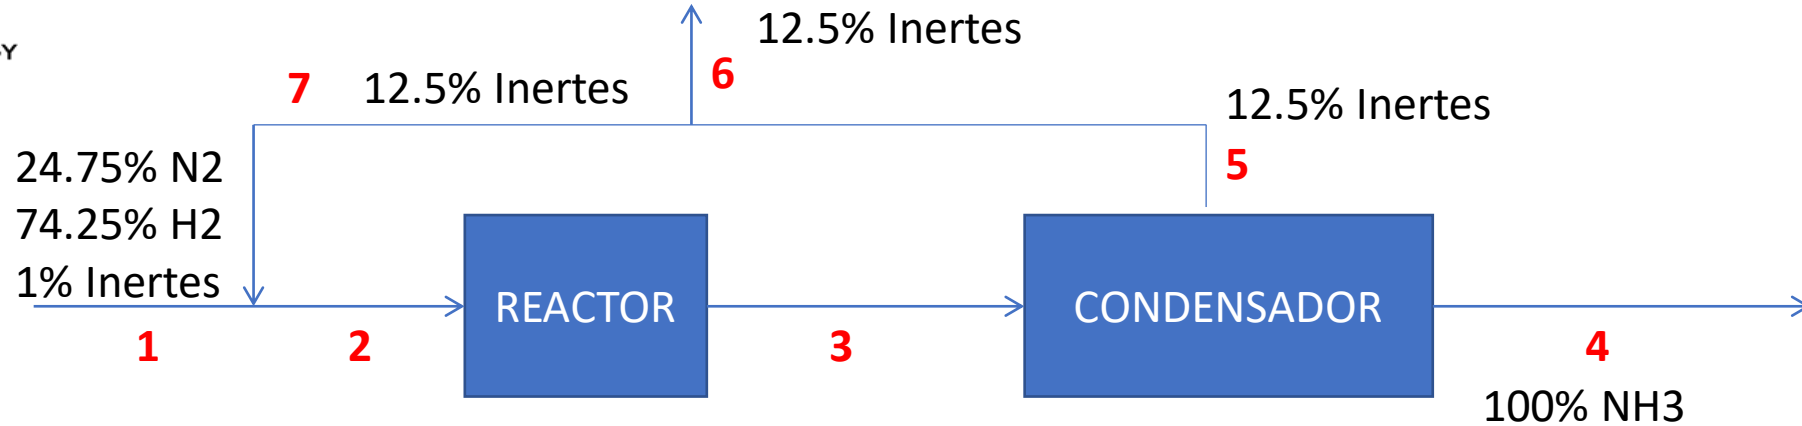 12.5% Inertes
6
7 12.5% Inertes
12.5% Inertes
5
24.75% N2
74.25% H2
1% Inertes
REACTOR
CONDENSADOR
1
2
3
4
100% NH3